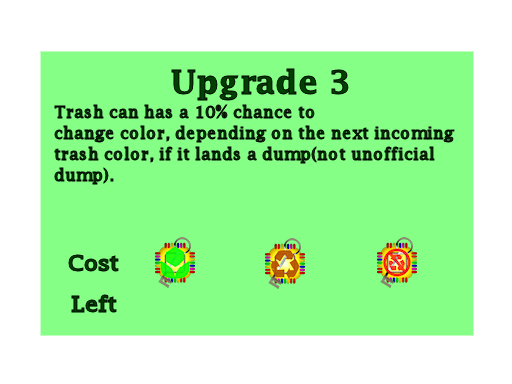 Upgrade 3
Trash can has a 10% chance to
change color, depending on the next incoming
trash color, if it lands a dump(not unofficial
dump).
Cost
Left